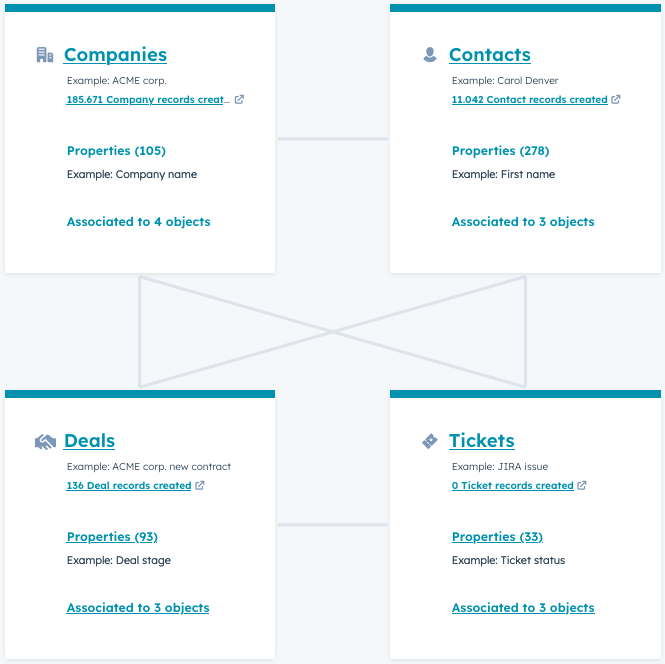 Companies
Example: ACME corp.
185.671 Company records creat...
Properties (105)
Example: Company name
Associated to 4 objects
Contacts
Example: Carol Denver
11.042 Contact records created
Properties (278)
Example: First name
Associated to 3 objects
Deals
Example: ACME corp. new contract
136 Deal records created
Properties (93)
Example: Deal stage
Associated to 3 objects
Tickets
Example: JIRA issue
0 Ticket records created
Properties (33)
Example: Ticket status
Associated to 3 objects